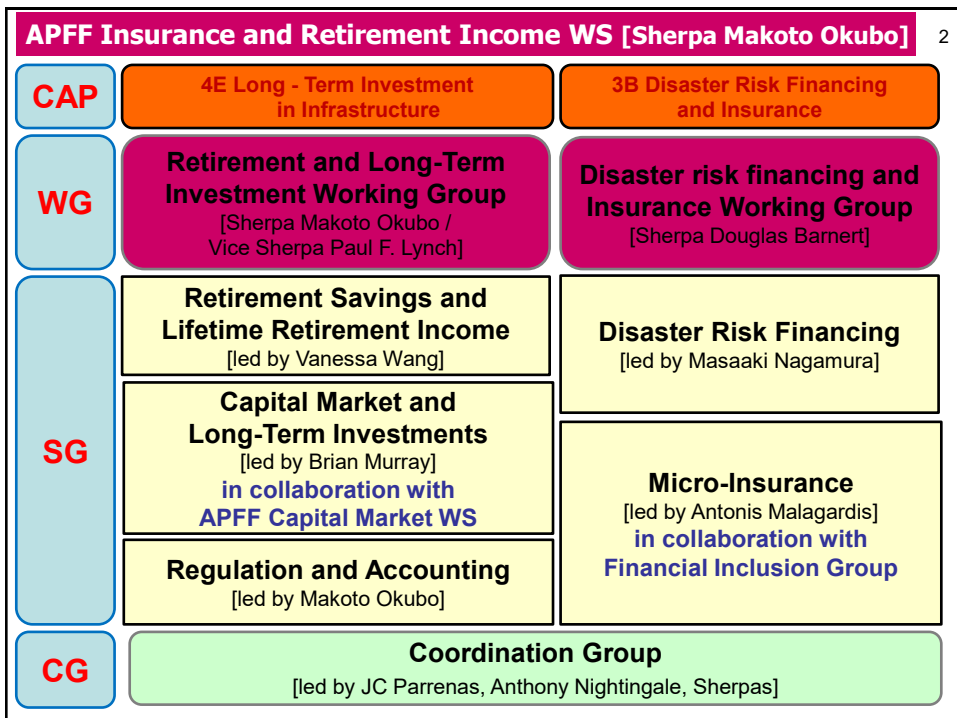 APFF Insurance and Retirement Income WS [Sherpa Makoto Okubo]
2
CAP
4E Long - Term Investment
in Infrastructure
3B Disaster Risk Financing
and Insurance
WG
Retirement and Long-Term
Investment Working Group
[Sherpa Makoto Okubo /
Vice Sherpa Paul F. Lynch]
Disaster risk financing and
Insurance Working Group
[Sherpa Douglas Barnert]
SG
Retirement Savings and
Lifetime Retirement Income
[led by Vanessa Wang]
Capital Market and
Long-Term Investments
[led by Brian Murray]
in collaboration with
APFF Capital Market WS
Regulation and Accounting
[led by Makoto Okubo]
Disaster Risk Financing
[led by Masaaki Nagamura]
Micro-Insurance
[led by Antonis Malagardis]
in collaboration with
Financial Inclusion Group
CG
Coordination Group
[led by JC Parrenas, Anthony Nightingale, Sherpas]